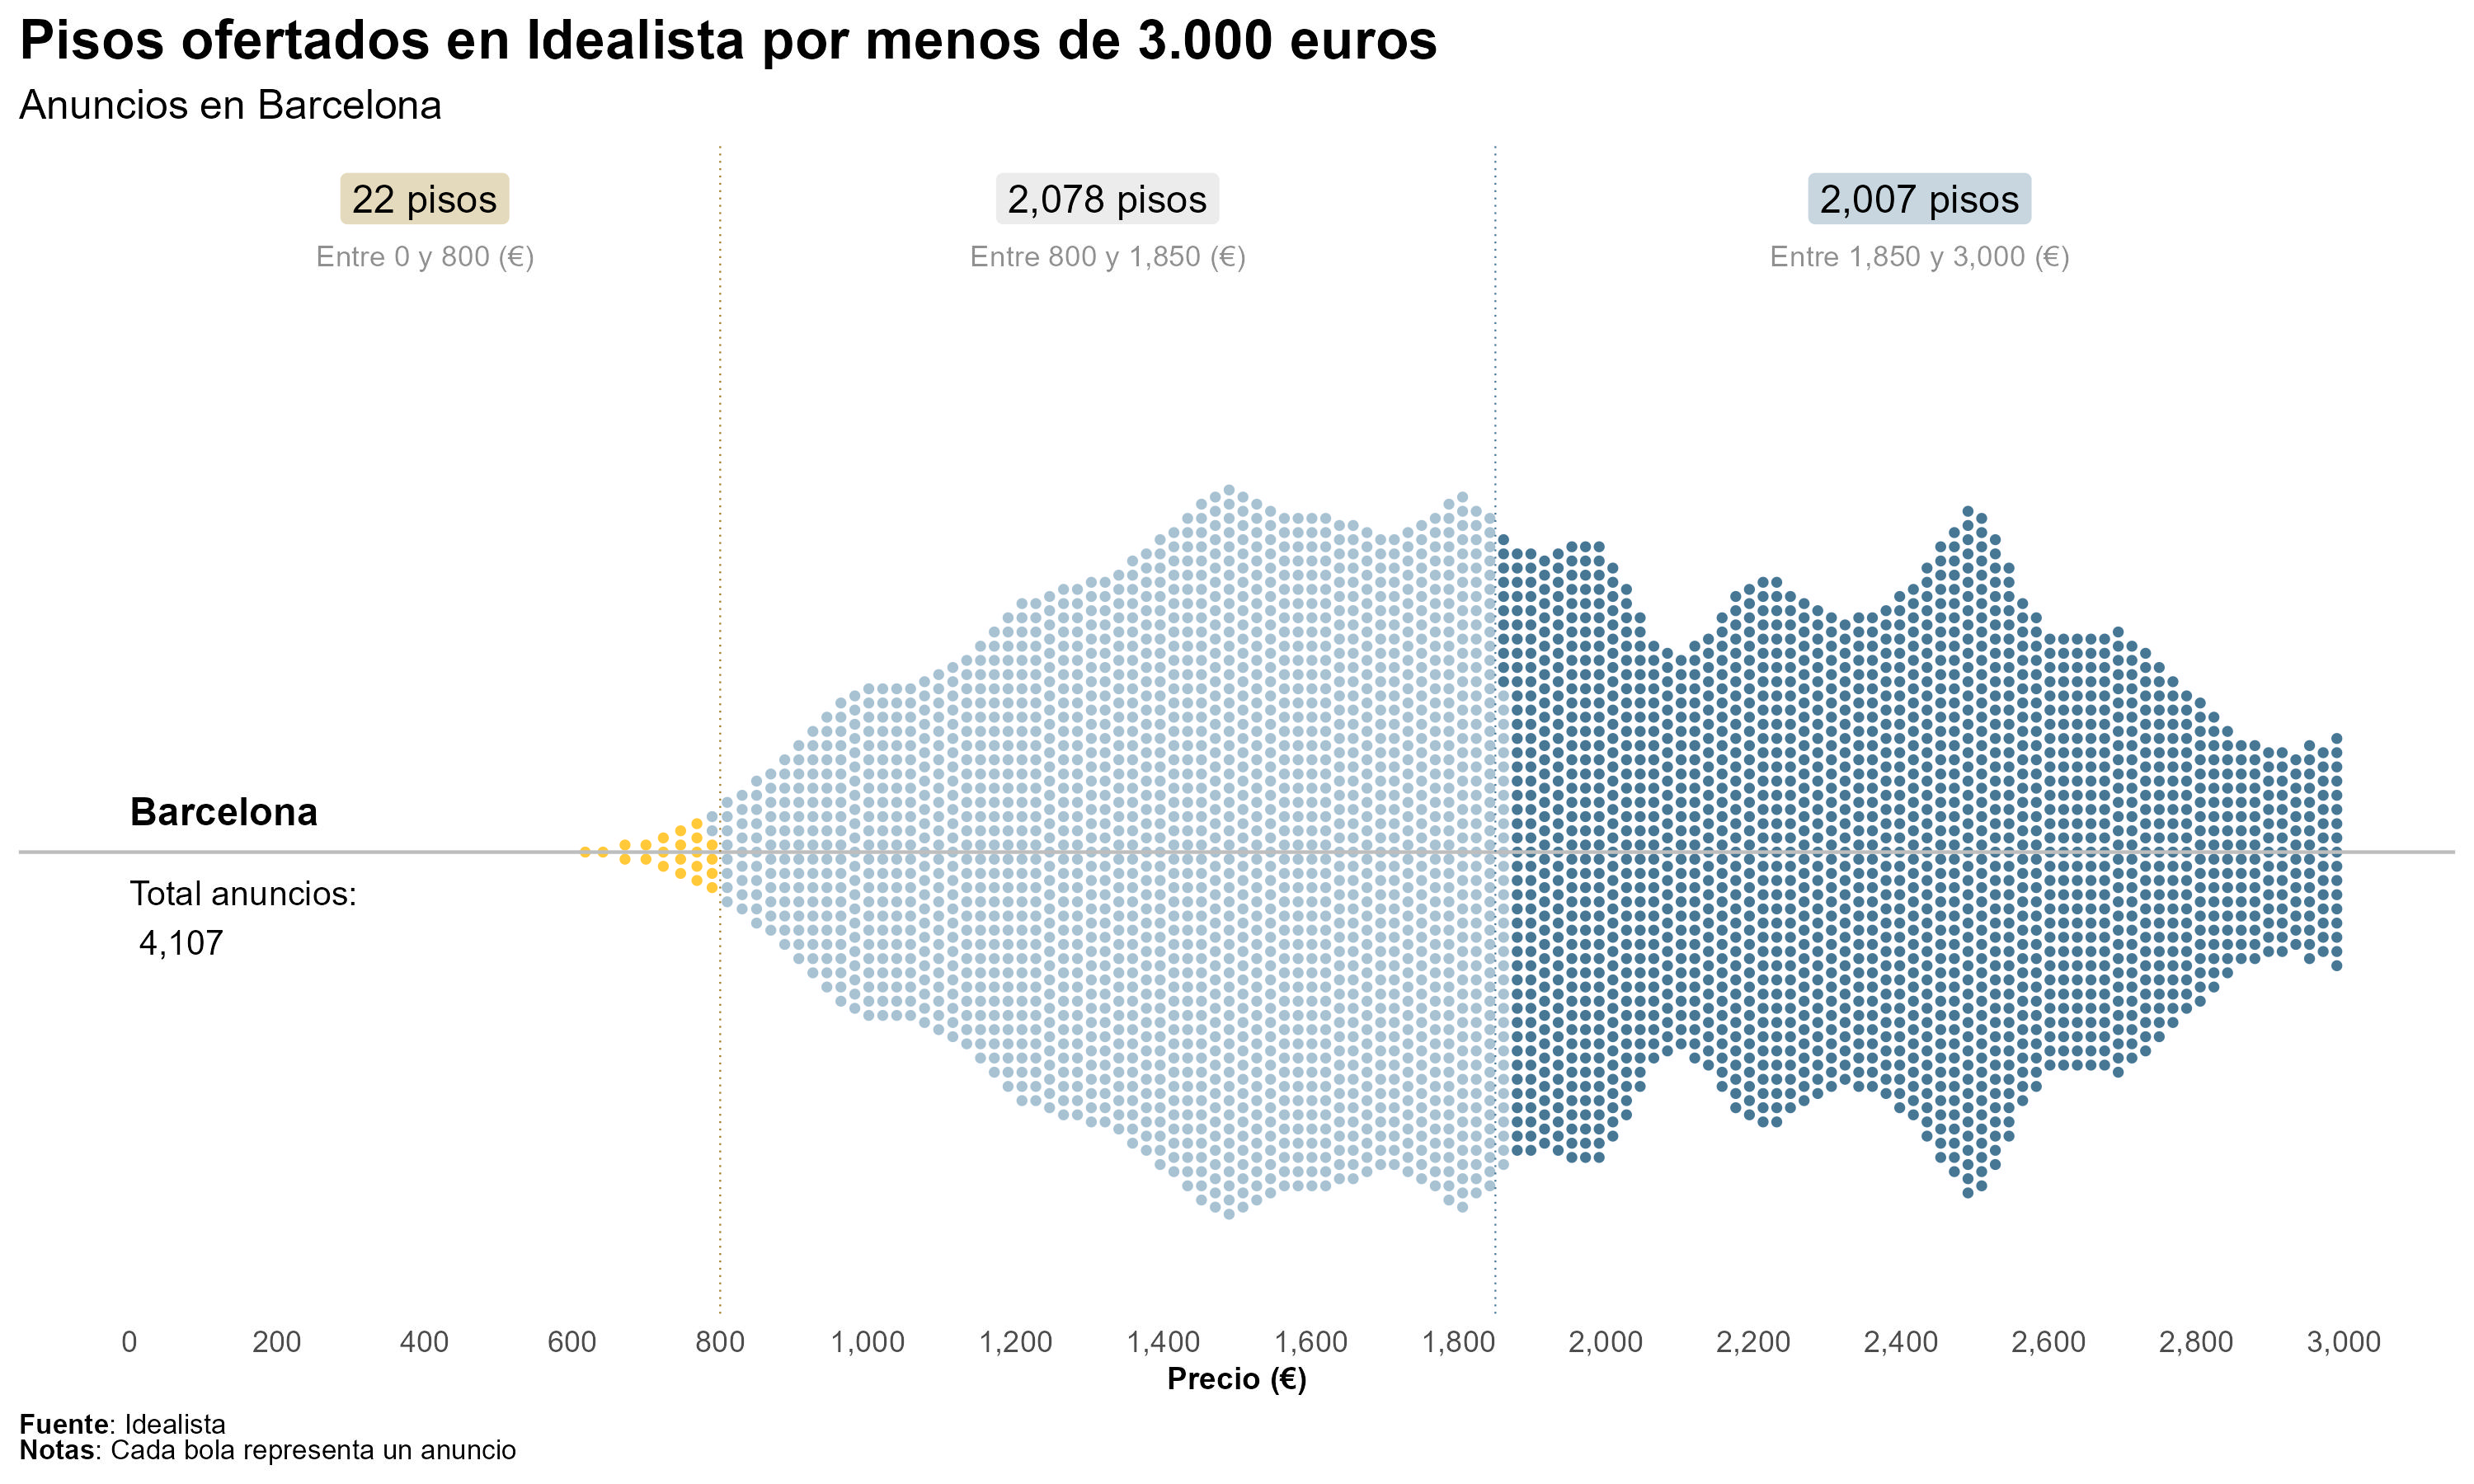 Pisos ofertados en Idealista por menos de 3.000 euros
Anuncios en Barcelona
22 pisos
Entre 0 y 800 (€)
2,078 pisos
Entre 800 y 1,850 (€)
2,007 pisos
Entre 1,850 y 3,000 (€)
Barcelona
Total anuncios:
4,107
0 200 400 600 800 1,000 1,200 1,400 1,600 1,800 2,000 2,200 2,400 2,600 2,800 3,000
Precio (€)
Fuente: Idealista
Notas: Cada bola representa un anuncio